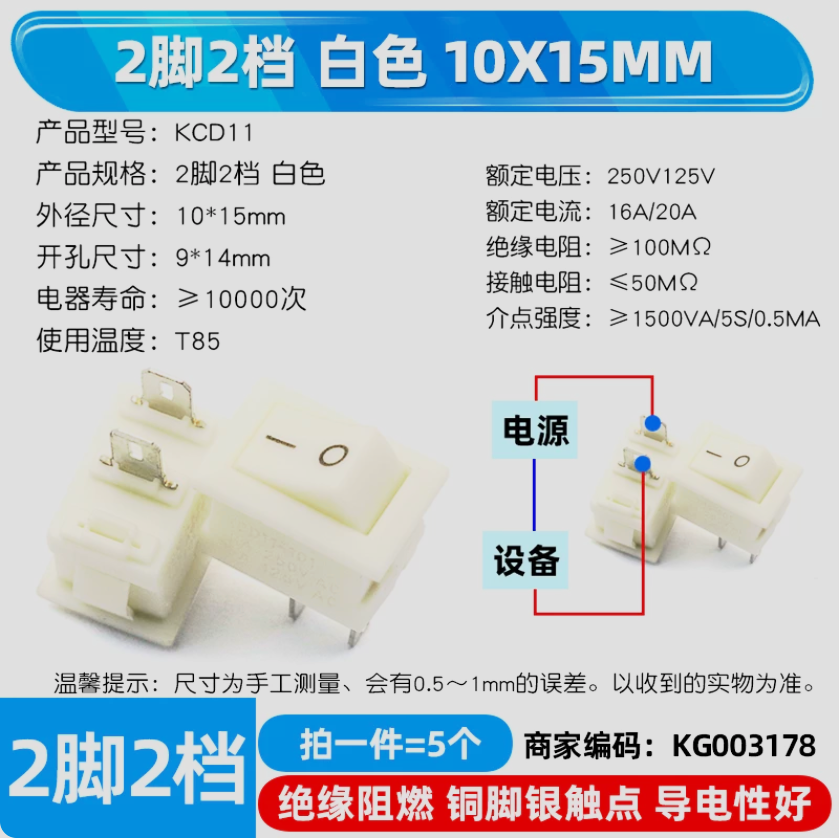 2脚2档 白色 10X15MM
产品型号：KCD11
产品规格：2脚2档 白色
外径尺寸：10*15mm
开孔尺寸：9*14mm
电器寿命：≥10000次
使用温度：T85
额定电压：250V125V
额定电流：16A/20A
绝缘电阻：≥100MΩ
接触电阻：≤50MΩ
介点强度：≥1500VA/5S/0.5MA
电源
设备
温馨提示：尺寸为手工测量、会有0.5～1mm的误差。以收到的实物为准。
2脚2档
拍一件=5个
商家编码：KG003178
绝缘阻燃 铜脚银触点 导电性好